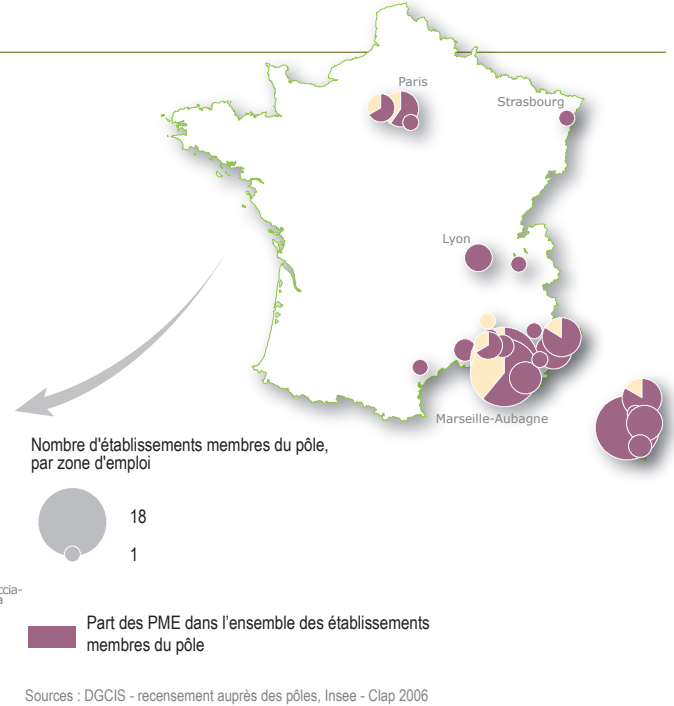 Paris
Strasbourg
Lyon
Marseille-Aubagne
Nombre d'établissements membres du pôle,
par zone d'emploi
18
1
ccia-
a
Part des PME dans l’ensemble des établissements
membres du pôle
Sources : DGCIS - recensement auprès des pôles, Insee - Clap 2006